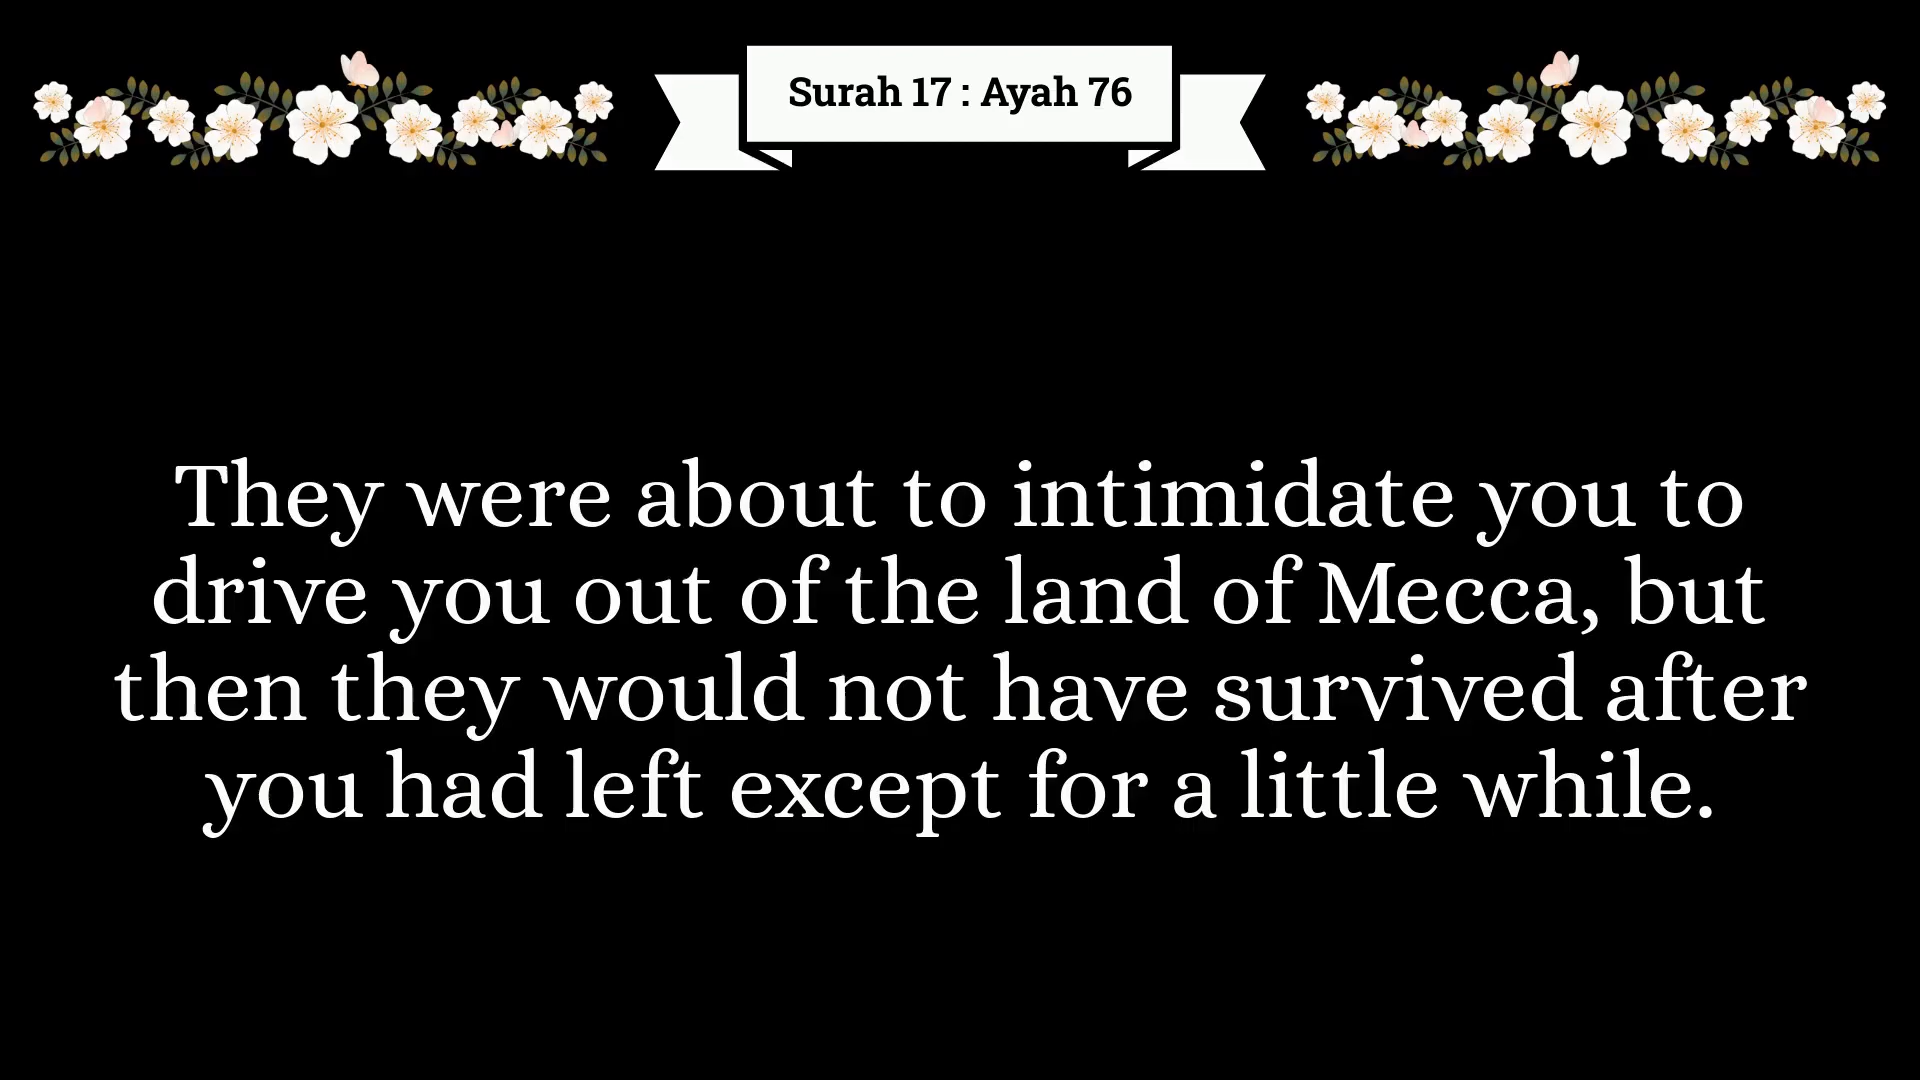 Surah 17 : Ayah 76
They were about to intimidate you to
drive you out of the land of Mecca, but
then they would not have survived after
you had left except for a little while.